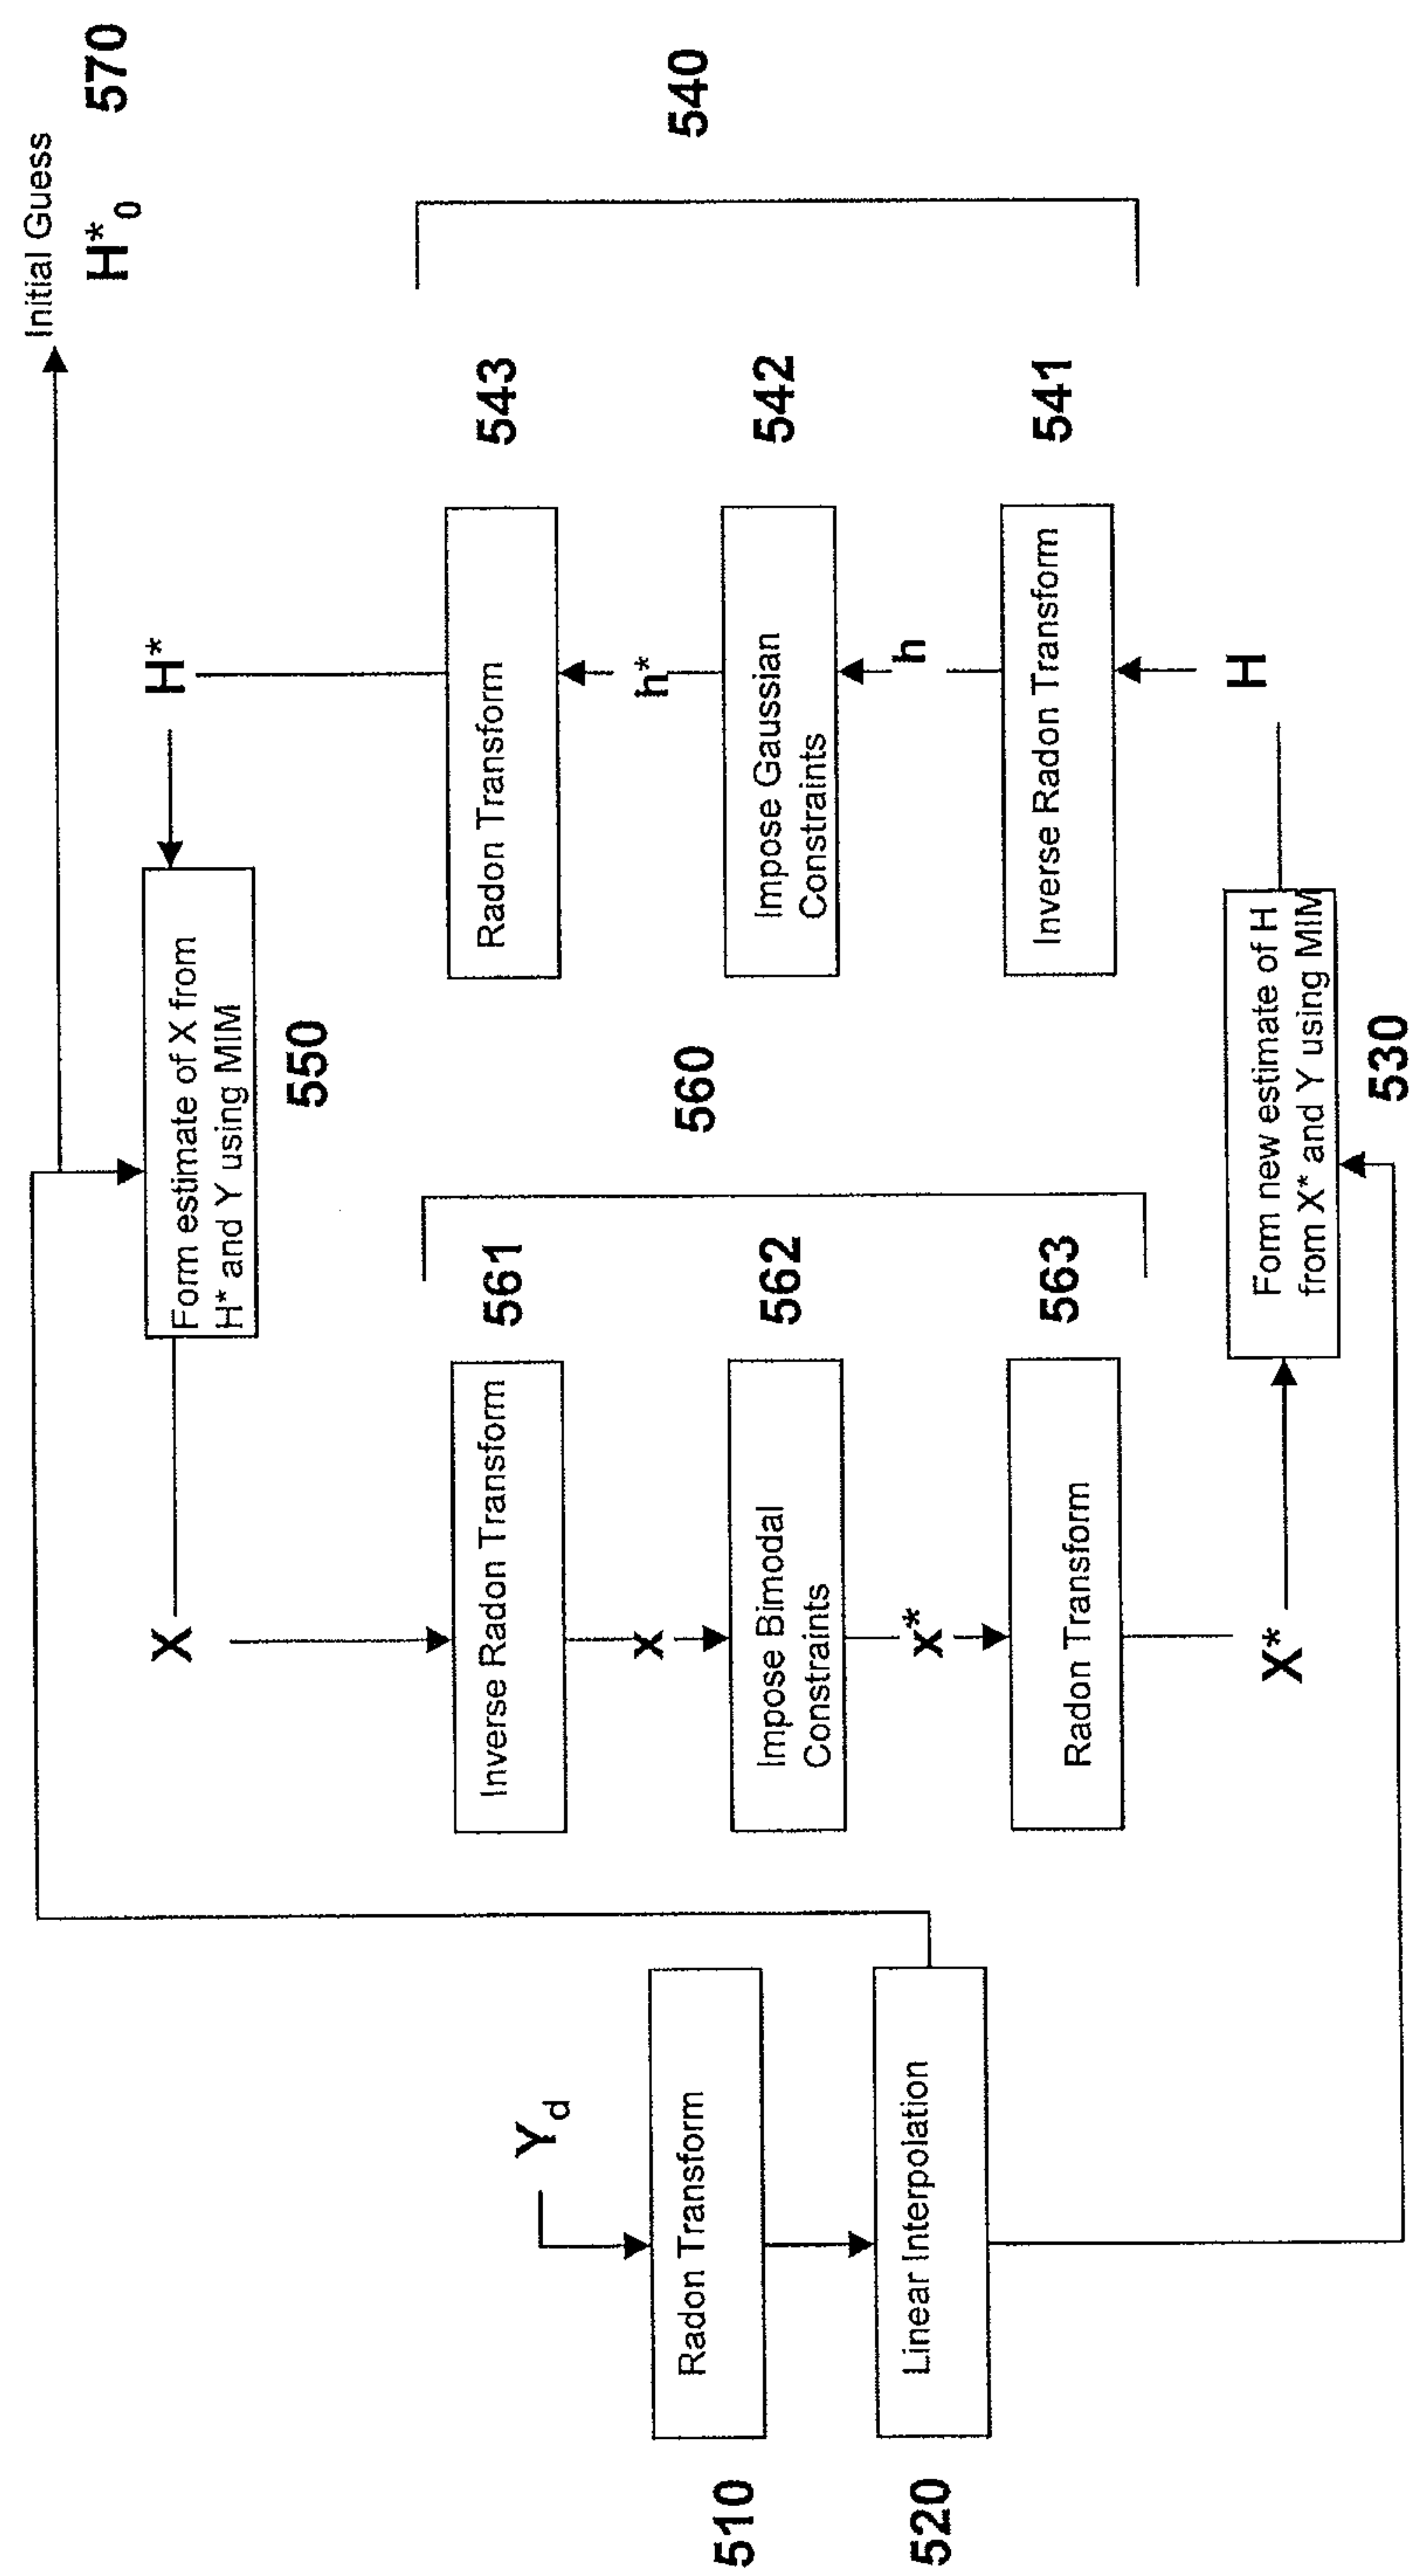 Initial Guess
H*0 570
H*
X
Form estimate of X from
H* and Y using MIM
550
Yd
Radon Transform
510
Linear Interpolation
520
Inverse Radon Transform
561
x
Impose Bimodal
Constraints
562
x*
Radon Transform
563
560
X*
Form new estimate of H
from X* and Y using MIM
530
H
Inverse Radon Transform
541
h
Impose Gaussian
Constraints
542
h*
Radon Transform
543
540